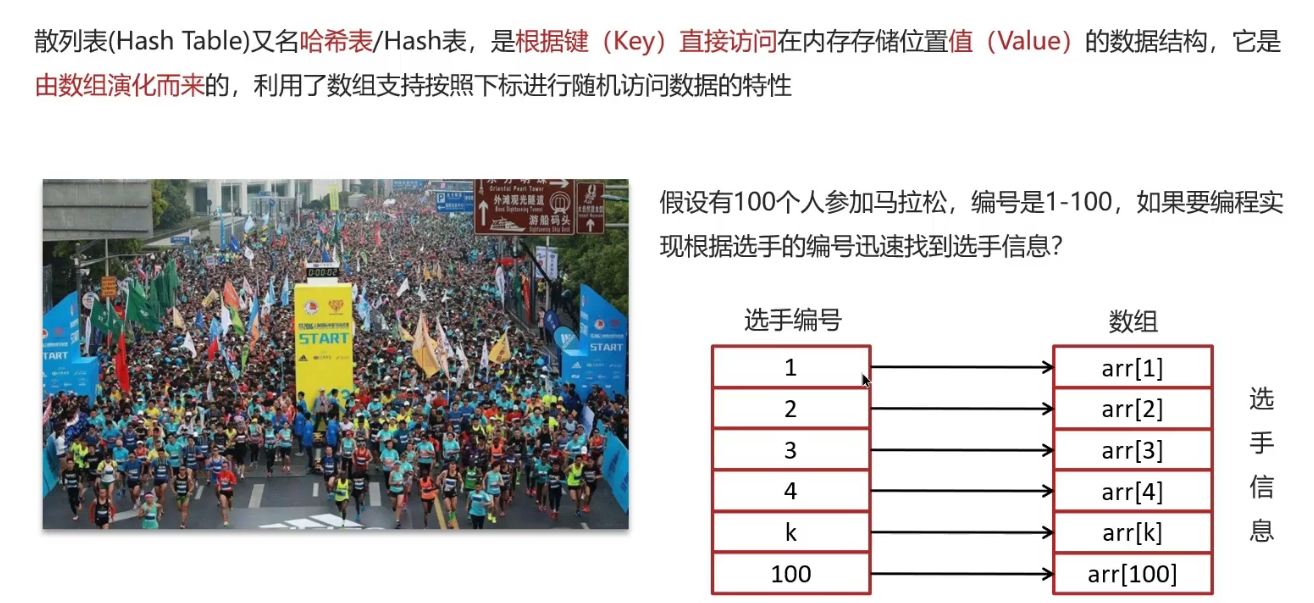 散列表(Hash Table)又名哈希表/Hash表，是根据键（Key）直接访问在内存存储位置值（Value）的数据结构，它是
由数组演化而来的，利用了数组支持按照下标进行随机访问数据的特性
Oriental Pearl Tower
外滩观光隧道
游船码头
P
0:00:02
START
START
START
假设有100个人参加马拉松，编号是1-100，如果要编程实
现根据选手的编号迅速找到选手信息？
选手编号
数组
1
arr[1]
2
arr[2]
3
arr[3]
4
arr[4]
k
arr[k]
100
arr[100]
选
手
信
息